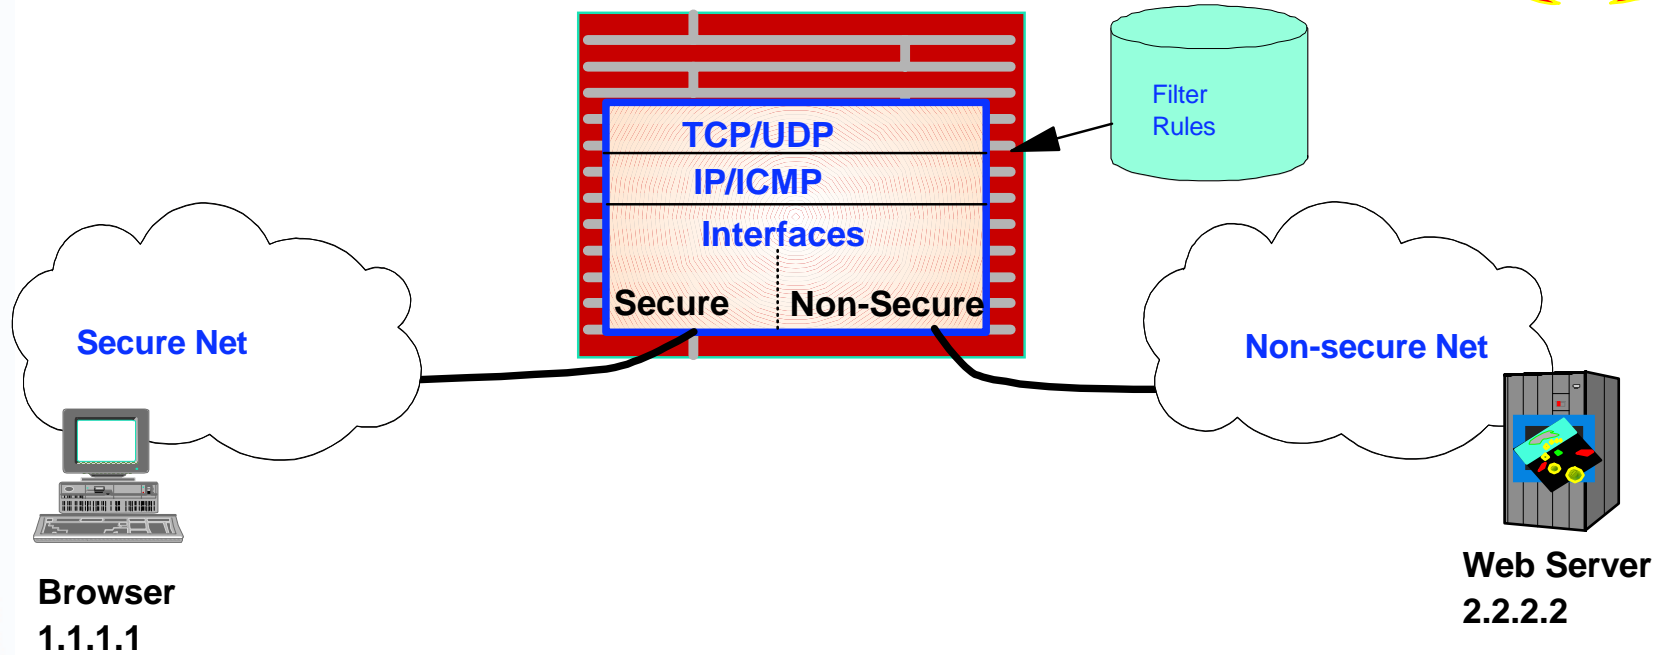 Filter
Rules
TCP/UDP
IP/ICMP
Interfaces
Secure
Non-Secure
Secure Net
Non-secure Net
Browser
1.1.1.1
Web Server
2.2.2.2